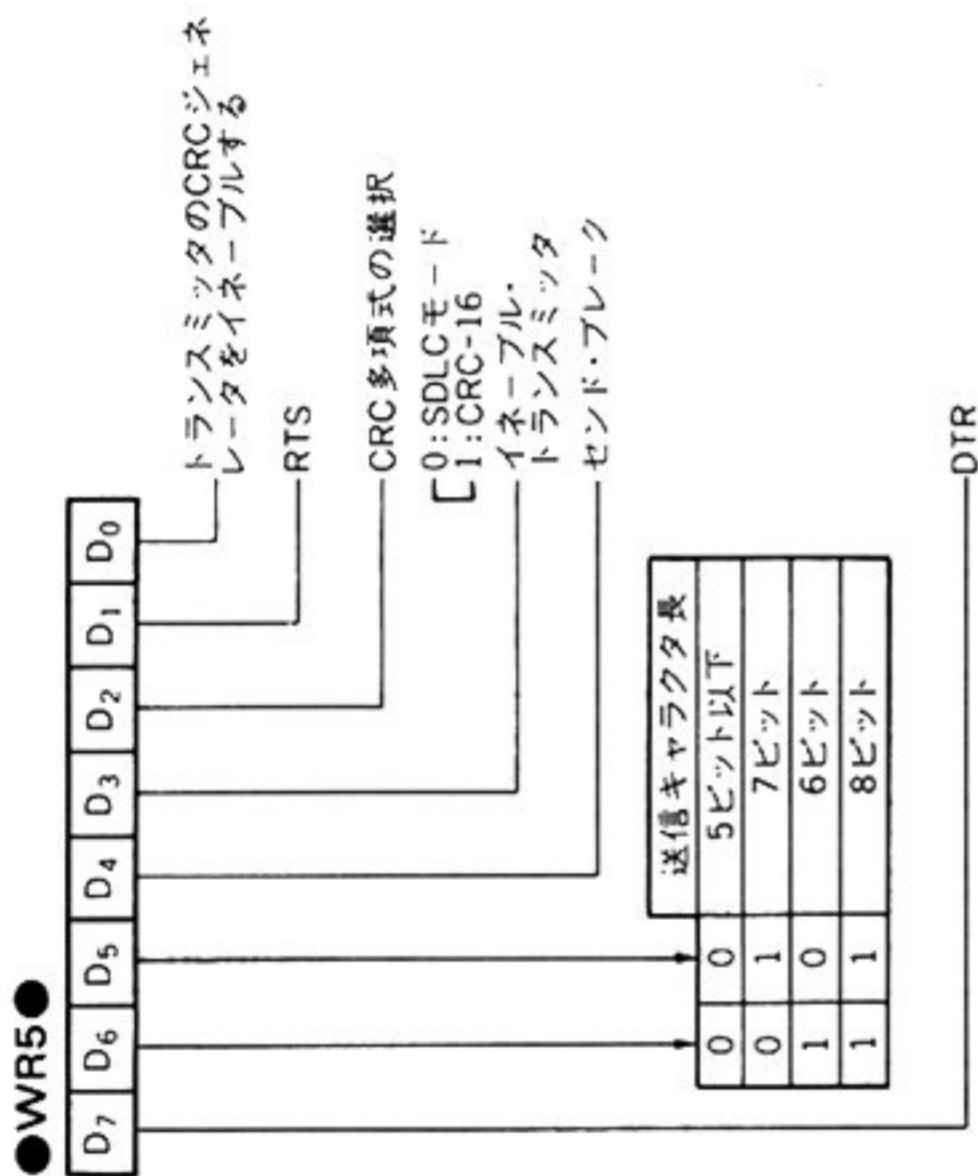 ●WR5●
D7 D6 D5 D4 D3 D2 D1 D0
トランスミッタのCRCジェネ
レータをイネーブルする
RTS
CRC多項式の選択
0:SDLCモード
1:CRC-16
イネーブル・
トランスミッタ
センド・ブレーク
送信キャラクタ長
0 0 5ビット以下
0 1 7ビット
1 0 6ビット
1 1 8ビット
DTR